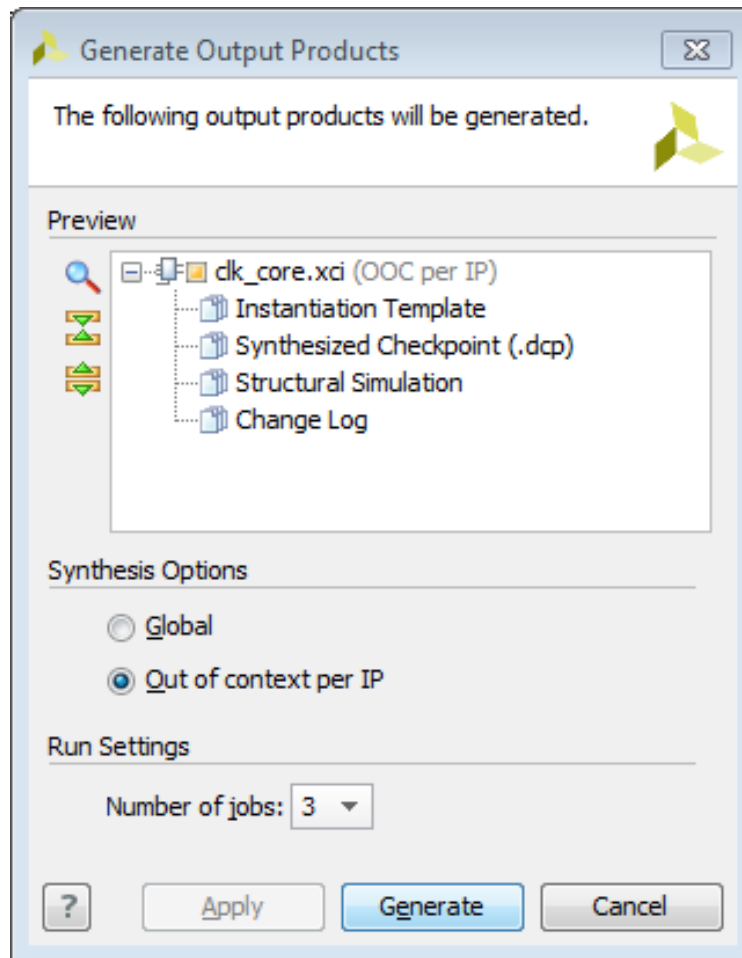 Generate Output Products
The following output products will be generated.
Preview
clk_core.xci (OOC per IP)
Instantiation Template
Synthesized Checkpoint (.dcp)
Structural Simulation
Change Log
Synthesis Options
Global
Out of context per IP
Run Settings
Number of jobs: 3
? Apply Generate Cancel